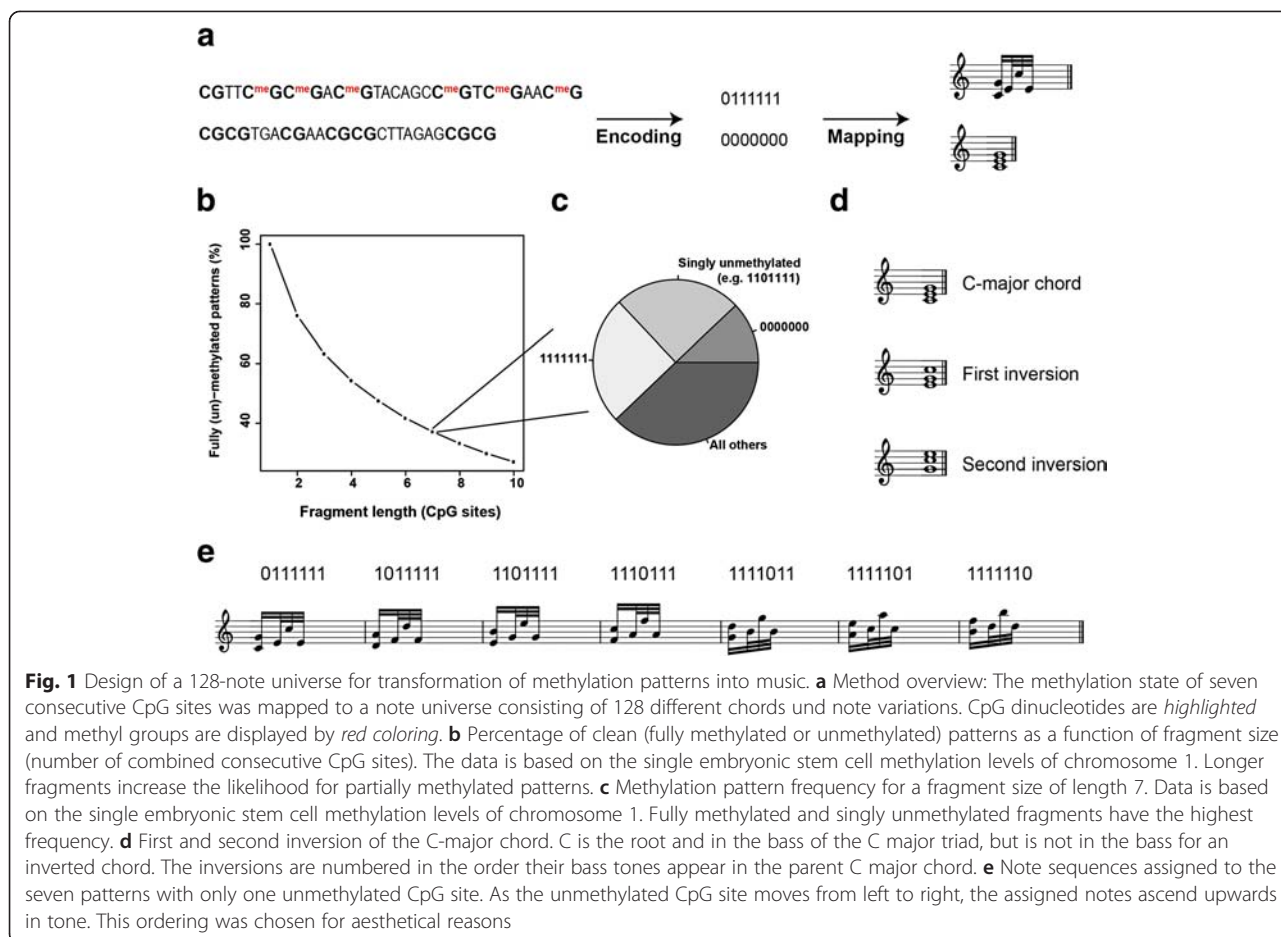 a
CGTTCmeGCmeGACmeGTACAGCCmeGTCmeGAACmeG
CGCGTGACGAACGCGCTTAGAGCGCG
Encoding
0111111
0000000
Mapping
b
Fully (un)-methylated patterns (%)
100
80
60
40
2 4 6 8 10
Fragment length (CpG sites)
c
Singly unmethylated
(e.g. 1101111)
0000000
1111111
All others
d
C-major chord
First inversion
Second inversion
e
0111111 1011111 1101111 1110111 1111011 1111101 1111110
Fig. 1 Design of a 128-note universe for transformation of methylation patterns into music. a Method overview: The methylation state of seven
consecutive CpG sites was mapped to a note universe consisting of 128 different chords und note variations. CpG dinucleotides are highlighted
and methyl groups are displayed by red coloring. b Percentage of clean (fully methylated or unmethylated) patterns as a function of fragment size
(number of combined consecutive CpG sites). The data is based on the single embryonic stem cell methylation levels of chromosome 1. Longer
fragments increase the likelihood for partially methylated patterns. c Methylation pattern frequency for a fragment size of length 7. Data is based
on the single embryonic stem cell methylation levels of chromosome 1. Fully methylated and singly unmethylated fragments have the highest
frequency. d First and second inversion of the C-major chord. C is the root and in the bass of the C major triad, but is not in the bass for an
inverted chord. The inversions are numbered in the order their bass tones appear in the parent C major chord. e Note sequences assigned to the
seven patterns with only one unmethylated CpG site. As the unmethylated CpG site moves from left to right, the assigned notes ascend upwards
in tone. This ordering was chosen for aesthetical reasons